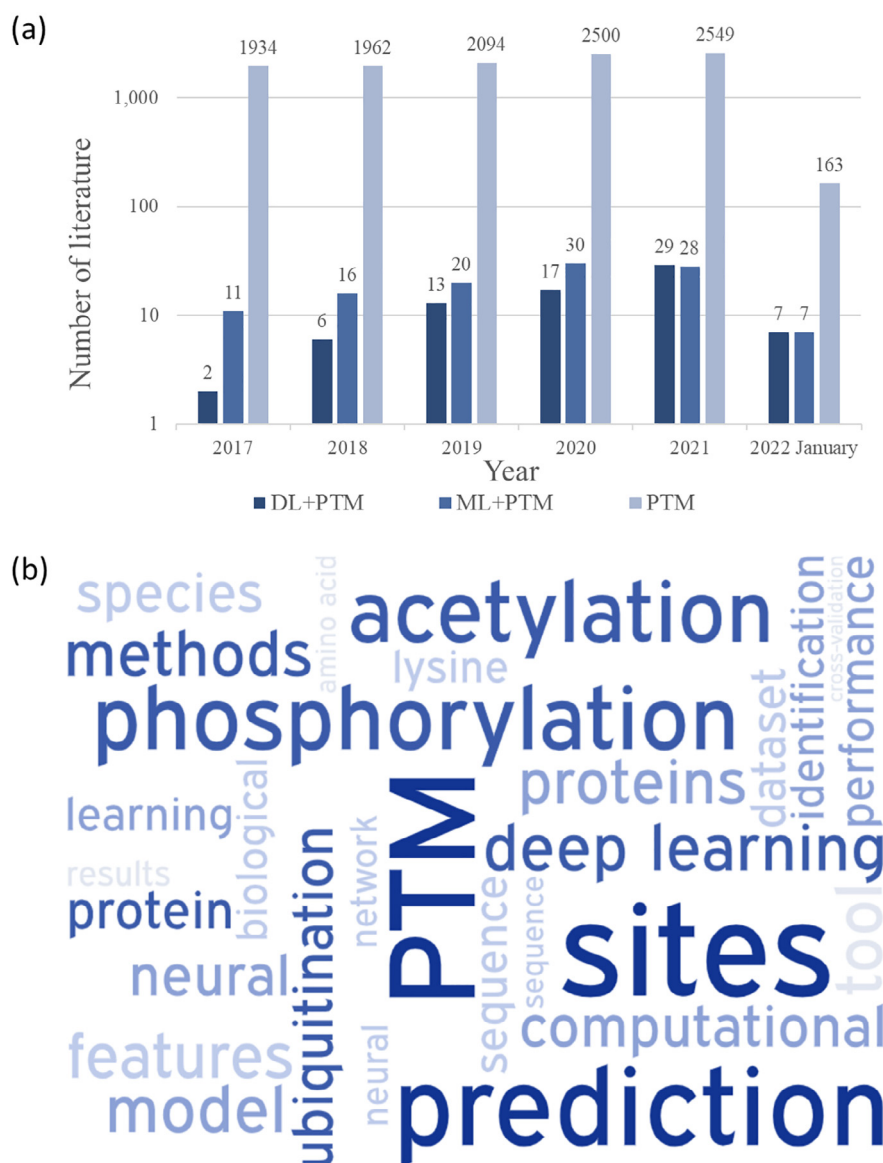 (a)
1934 1962 2094 2500 2549
1,000
163
100
29 28
30
20
17
16
13
11
10
7 7
6
2
1
Number of literature
2017 2018 2019 2020 2021 2022 January
Year
DL+PTM ML+PTM PTM
(b)
species
amino acid
acetylation
identification
cross-validation
performance
methods
lysine
dataset
phosphorylation
proteins
learning
biological
network
PTM
deep learning
results
protein
ubiquitination
sequence
sequence
sites
tool
neural
computational
features
neural
model
prediction